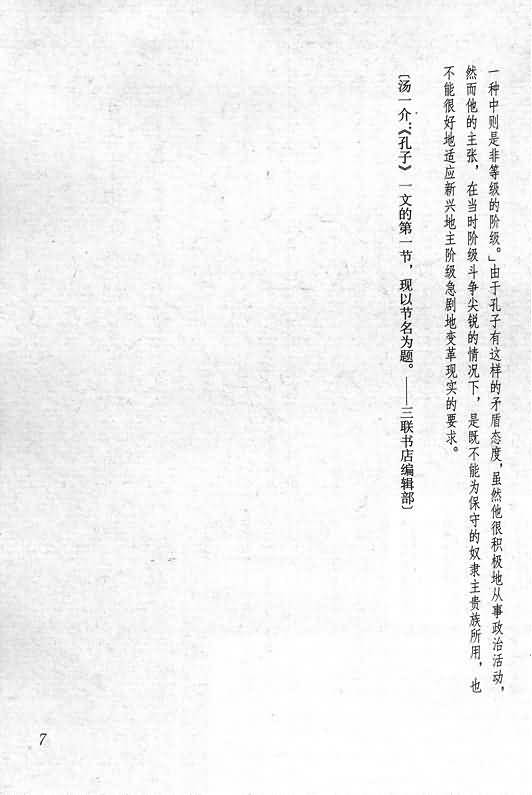 一种中则是非等级的阶级。」由于孔子有这样的矛盾态度,虽然他很积极地从事政治活动,
然而他的主张,在当时阶级斗争尖锐的情况下,是既不能为保守的奴隶主贵族所用,也
不能很好地适应新兴地主阶级急剧地变革现实的要求。
〔汤一介:《孔子》一文的第一节,现以节名为题。——三联书店编辑部〕
7